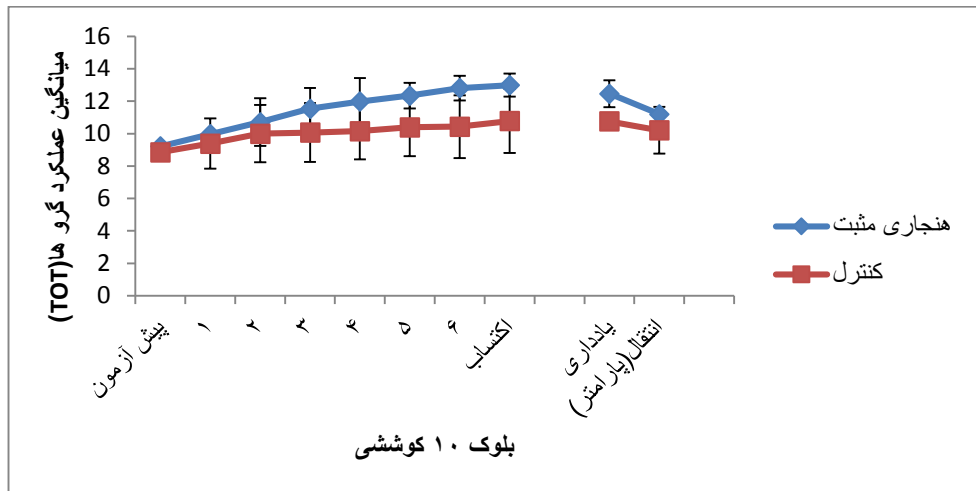 میانگین عملکرد گرو ها(TOT)
16
14
12
10
8
6
4
2
0
پیش آزمون
۱
۲
۳
۴
۵
۶
اکتساب
یادداری
انتقال(پارامتر)
بلوک ۱۰ کوششی
هنجاری مثبت
کنترل